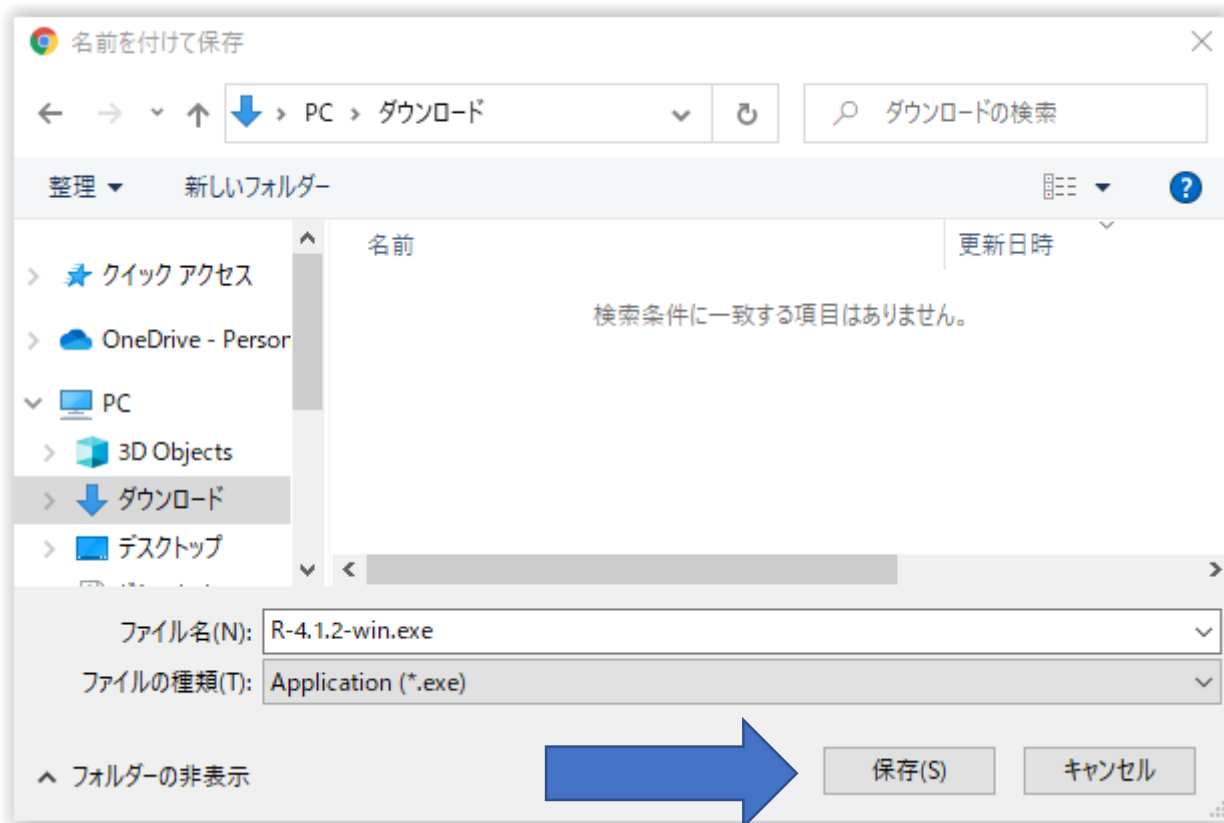 名前を付けて保存
PC > ダウンロード
ダウンロードの検索
整理
新しいフォルダー
名前
更新日時
クイック アクセス
検索条件に一致する項目はありません。
OneDrive - Person
PC
3D Objects
ダウンロード
デスクトップ
ファイル名(N): R-4.1.2-win.exe
ファイルの種類(T): Application (*.exe)
フォルダーの非表示
保存(S)
キャンセル